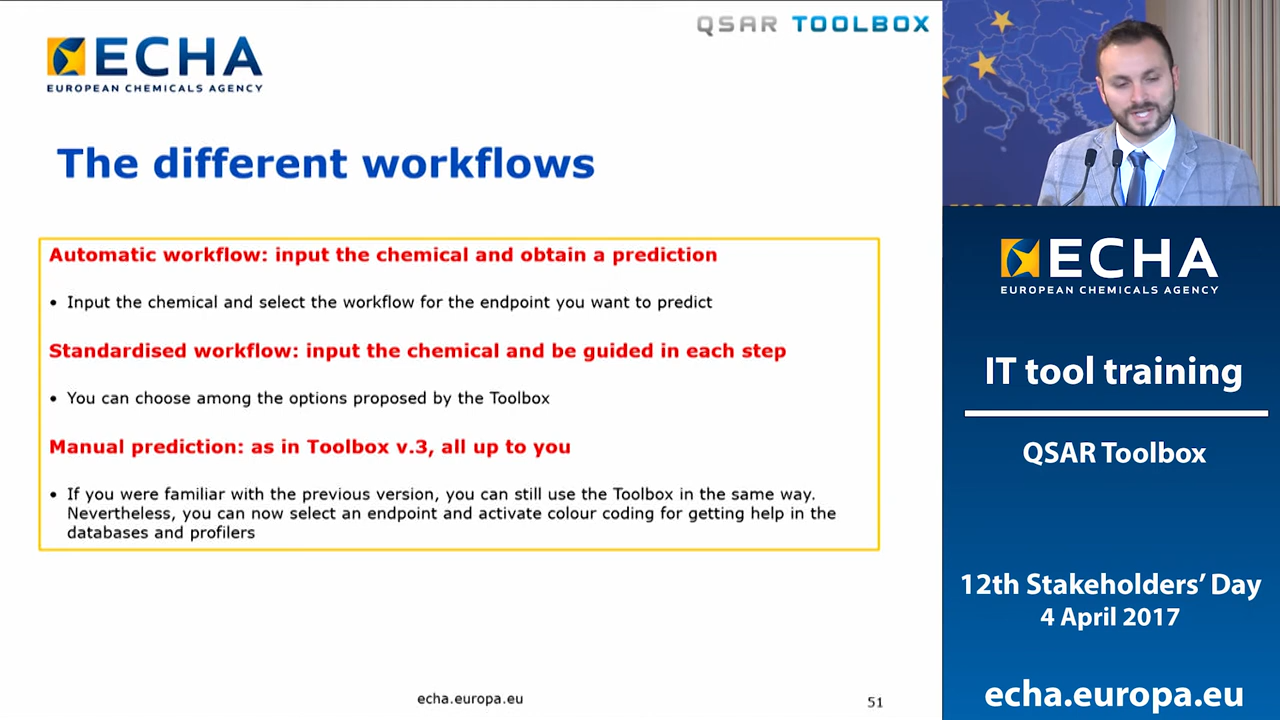 QSAR TOOLBOX
ECHA
EUROPEAN CHEMICALS AGENCY
The different workflows
Automatic workflow: input the chemical and obtain a prediction
• Input the chemical and select the workflow for the endpoint you want to predict
Standardised workflow: input the chemical and be guided in each step
• You can choose among the options proposed by the Toolbox
Manual prediction: as in Toolbox v.3, all up to you
• If you were familiar with the previous version, you can still use the Toolbox in the same way.
Nevertheless, you can now select an endpoint and activate colour coding for getting help in the
databases and profilers
echa.europa.eu
51
ECHA
EUROPEAN CHEMICALS AGENCY
IT tool training
QSAR Toolbox
12th Stakeholders’ Day
4 April 2017
echa.europa.eu